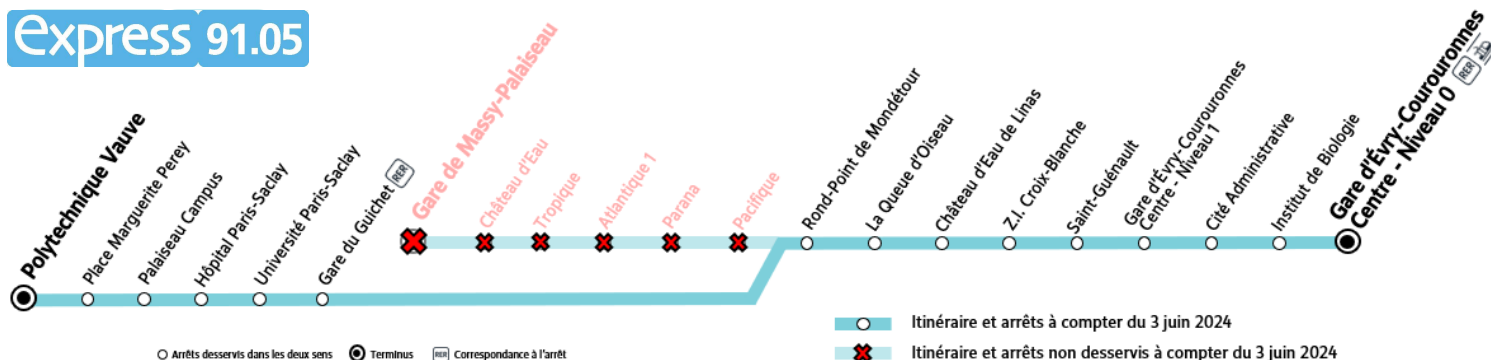 express 91.05
Polytechnique Vauve
Place Marguerite Perey
Palaiseau Campus
Hôpital Paris-Saclay
Université Paris-Saclay
Gare du Guichet RER
Gare de Massy-Palaiseau
Château d'Eau
Tropique
Atlantique 1
Parana
Pacifique
Rond-Point de Mondétour
La Queue d'Oiseau
Château d'Eau de Linas
Z.I. Croix-Blanche
Saint-Guénault
Gare d'Évry-Courouronnes
Centre - Niveau 1
Cité Administrative
Institut de Biologie
Gare d'Évry-Courouronnes
Centre - Niveau 0 RER
Itinéraire et arrêts à compter du 3 juin 2024
Itinéraire et arrêts non desservis à compter du 3 juin 2024
Arrêts desservis dans les deux sens
Terminus
RER Correspondance à l'arrêt